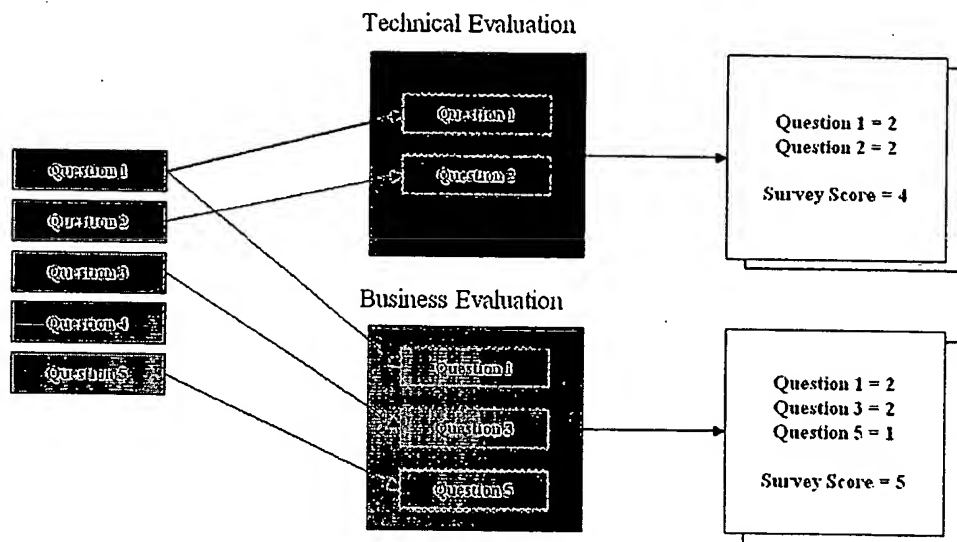 Technical Evaluation
Question 1
Question 2
Question 1
Question 2
Question 3
Question 4
Question 5
Question 1 = 2
Question 2 = 2
Survey Score = 4
Business Evaluation
Question 1
Question 3
Question 5
Question 1 = 2
Question 3 = 2
Question 5 = 1
Survey Score = 5